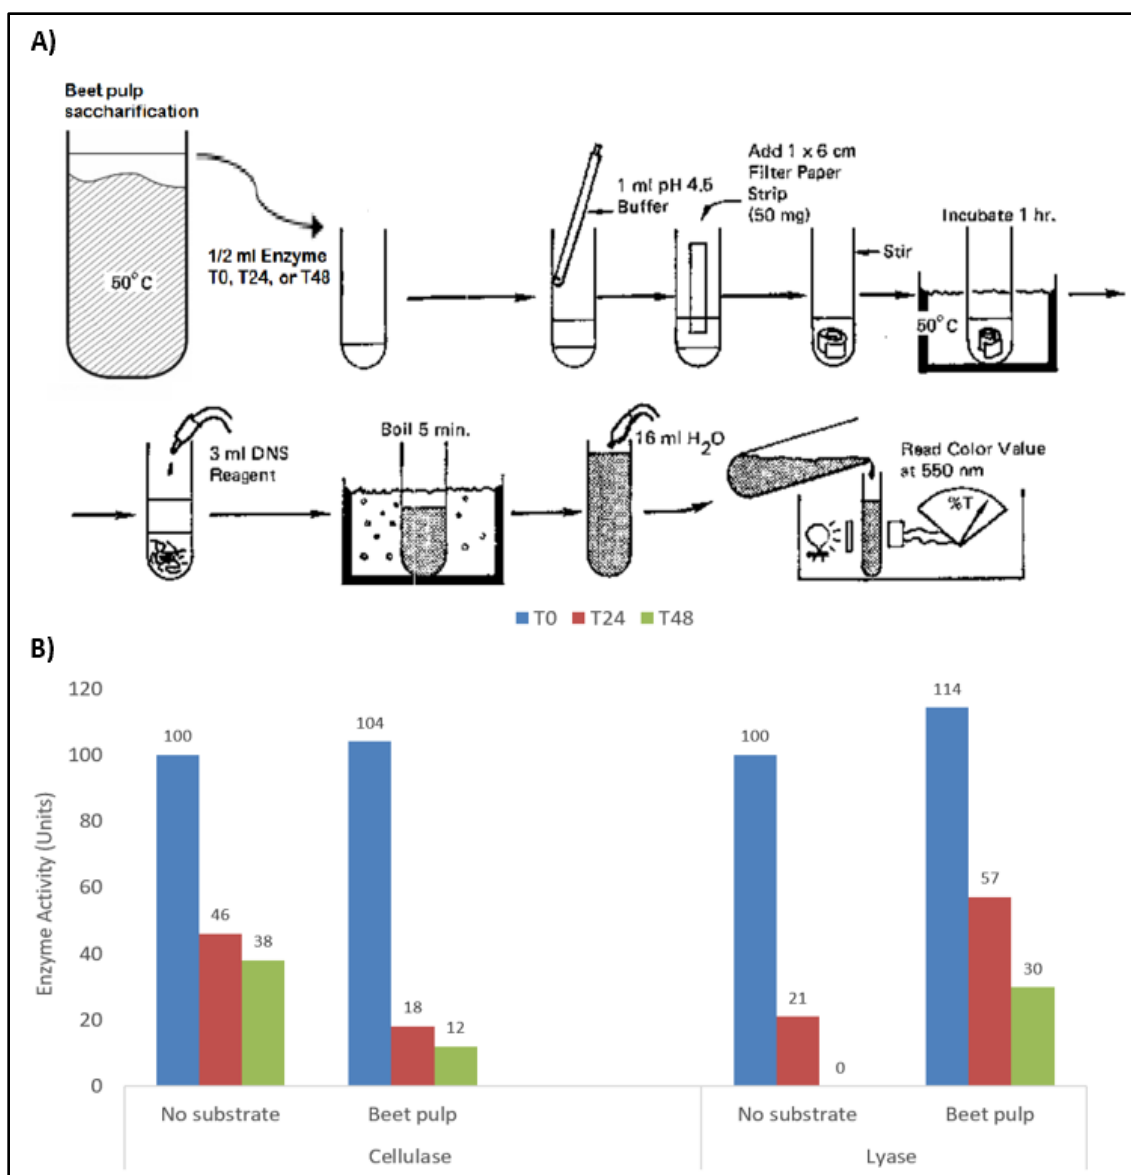 A)
Beet pulp
saccharification
50°C
1/2 ml Enzyme
T0, T24, or T48
1 ml pH 4.5
Buffer
Add 1 x 6 cm
Filter Paper
Strip
(50 mg)
Stir
Incubate 1 hr.
50°C
3 ml DNS
Reagent
Boil 5 min.
16 ml H2O
Read Color Value
at 550 nm
%T
T0 T24 T48
B)
Enzyme Activity (Units)
120
100
80
60
40
20
0
100
46
38
104
18
12
100
21
0
114
57
30
No substrate Beet pulp No substrate Beet pulp
Cellulase Lyase